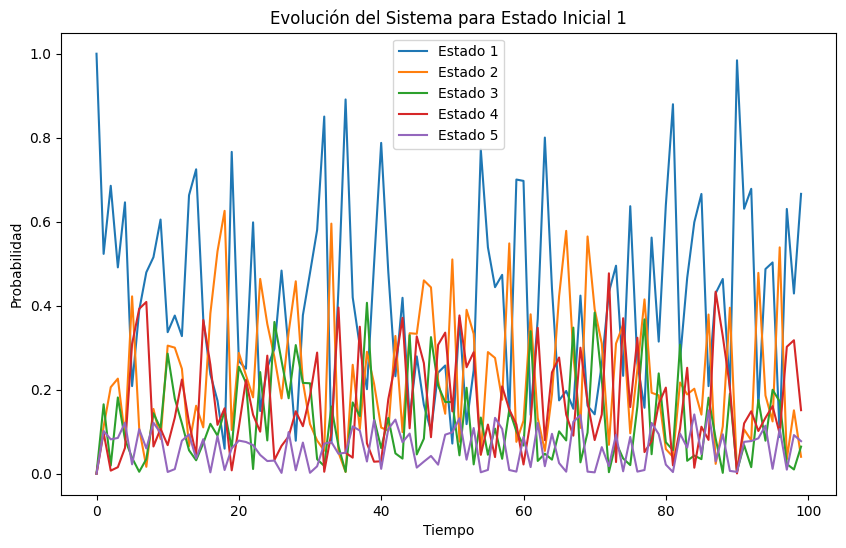 Evolución del Sistema para Estado Inicial 1
Estado 1
Estado 2
Estado 3
Estado 4
Estado 5
1.0
0.8
0.6
0.4
0.2
0.0
Probabilidad
0
20
40
60
80
100
Tiempo